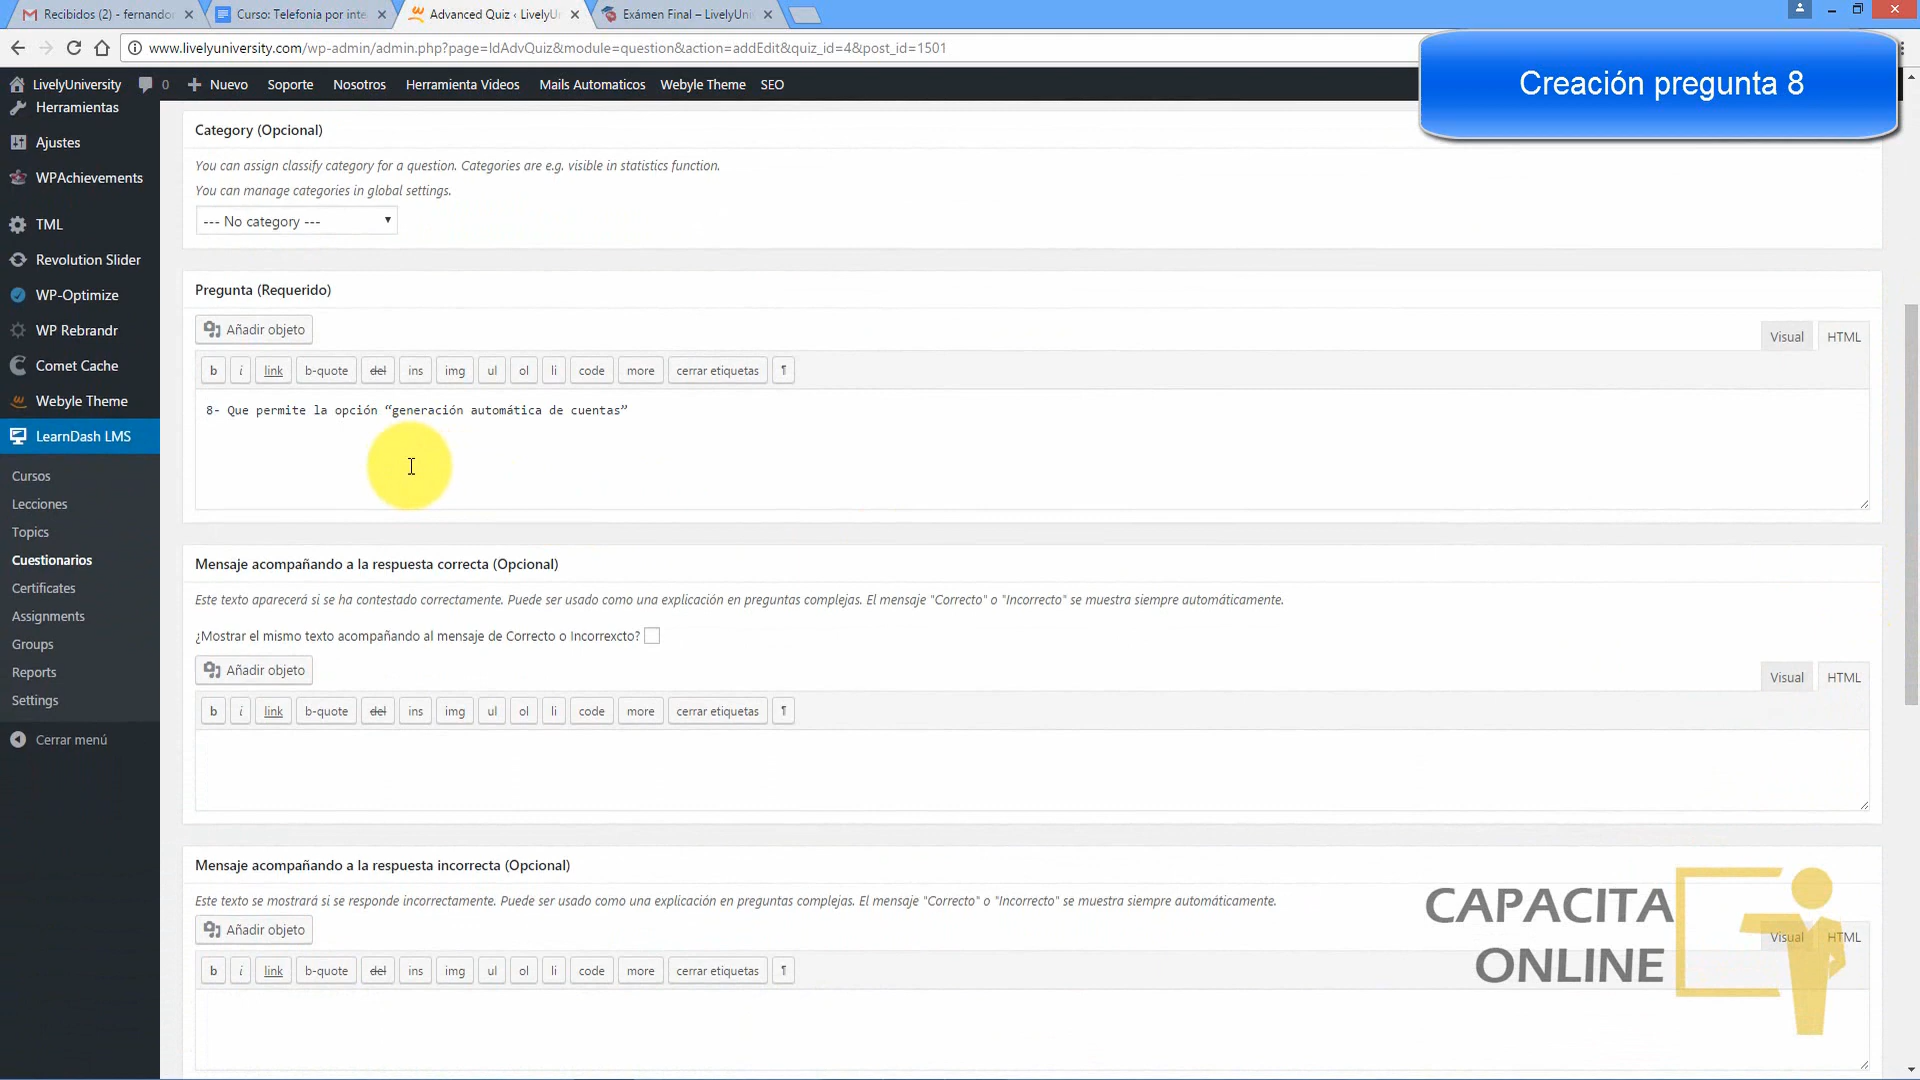 Recibidos (2) - fernando
Curso: Telefonia por inte
Advanced Quiz ‹ LivelyU
Exámen Final – LivelyUni
www.livelyuniversity.com/wp-admin/admin.php?page=ldAdvQuiz&module=question&action=addEdit&quiz_id=4&post_id=1501
Creación pregunta 8
LivelyUniversity
0
Nuevo
Soporte
Nosotros
Herramienta Videos
Mails Automaticos
Webyle Theme
SEO
Herramientas
Ajustes
WPAchievements
TML
Revolution Slider
WP-Optimize
WP Rebrandr
Comet Cache
Webyle Theme
LearnDash LMS
Cursos
Lecciones
Topics
Cuestionarios
Certificates
Assignments
Groups
Reports
Settings
Cerrar menú
Category (Opcional)
You can assign classify category for a question. Categories are e.g. visible in statistics function.
You can manage categories in global settings.
--- No category ---
Pregunta (Requerido)
Añadir objeto
Visual HTML
b i link b-quote del ins img ul ol li code more cerrar etiquetas ¶
8- Que permite la opción “generación automática de cuentas”
Mensaje acompañando a la respuesta correcta (Opcional)
Este texto aparecerá si se ha contestado correctamente. Puede ser usado como una explicación en preguntas complejas. El mensaje "Correcto" o "Incorrecto" se muestra siempre automáticamente.
¿Mostrar el mismo texto acompañando al mensaje de Correcto o Incorrexcto?
Añadir objeto
Visual HTML
b i link b-quote del ins img ul ol li code more cerrar etiquetas ¶
Mensaje acompañando a la respuesta incorrecta (Opcional)
Este texto se mostrará si se responde incorrectamente. Puede ser usado como una explicación en preguntas complejas. El mensaje "Correcto" o "Incorrecto" se muestra siempre automáticamente.
Añadir objeto
Visual HTML
b i link b-quote del ins img ul ol li code more cerrar etiquetas ¶
CAPACITA
ONLINE